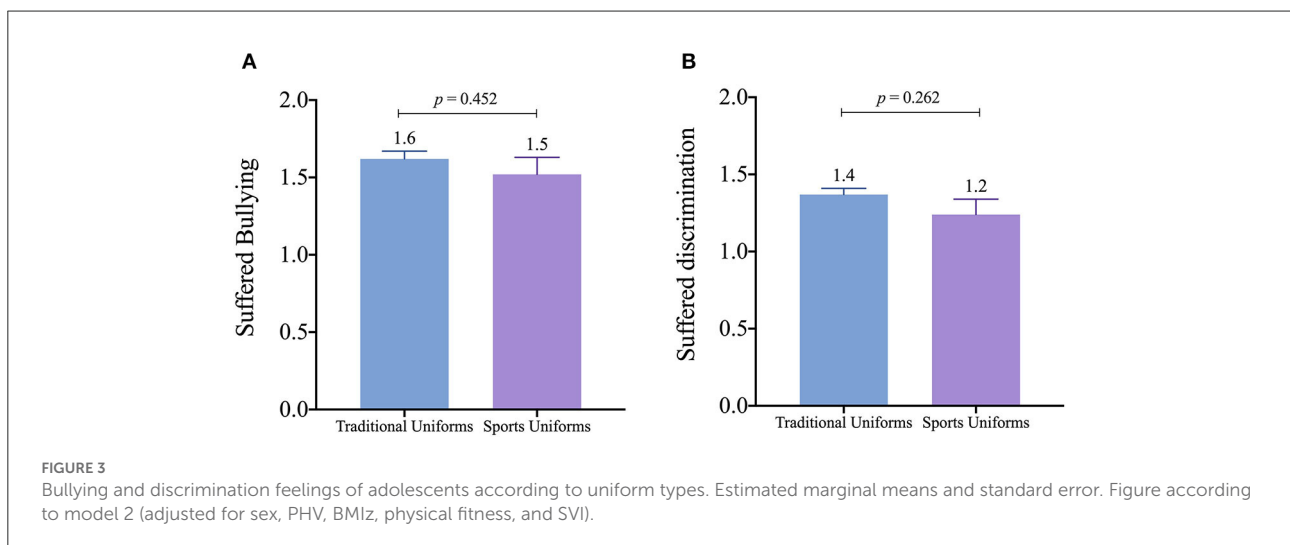 A
Suffered Bullying
2.0
1.5
1.0
0.5
0.0
p = 0.452
1.6
1.5
Traditional Uniforms Sports Uniforms
B
Suffered discrimination
2.0
1.5
1.0
0.5
0.0
p = 0.262
1.4
1.2
Traditional Uniforms Sports Uniforms
FIGURE 3
Bullying and discrimination feelings of adolescents according to uniform types. Estimated marginal means and standard error. Figure according
to model 2 (adjusted for sex, PHV, BMIz, physical fitness, and SVI).